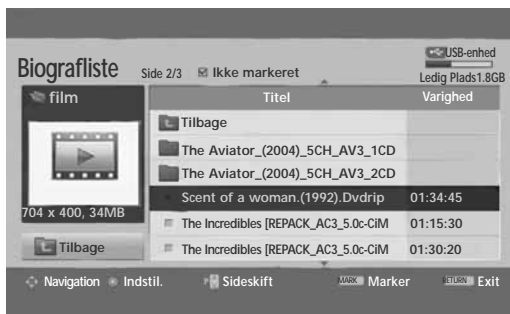 USB-enhed
Biografliste Side 2/3 Ikke markeret
Ledig Plads1.8GB
film
Titel Varighed
Tilbage
The Aviator_(2004)_5CH_AV3_1CD
The Aviator_(2004)_5CH_AV3_2CD
Scent of a woman.(1992).Dvdrip 01:34:45
704 x 400, 34MB
The Incredibles [REPACK_AC3_5.0c-CiM 01:15:30
Tilbage
The Incredibles [REPACK_AC3_5.0c-CiM 01:30:20
Navigation Indstil. P Sideskift MARK Marker RETURN Exit